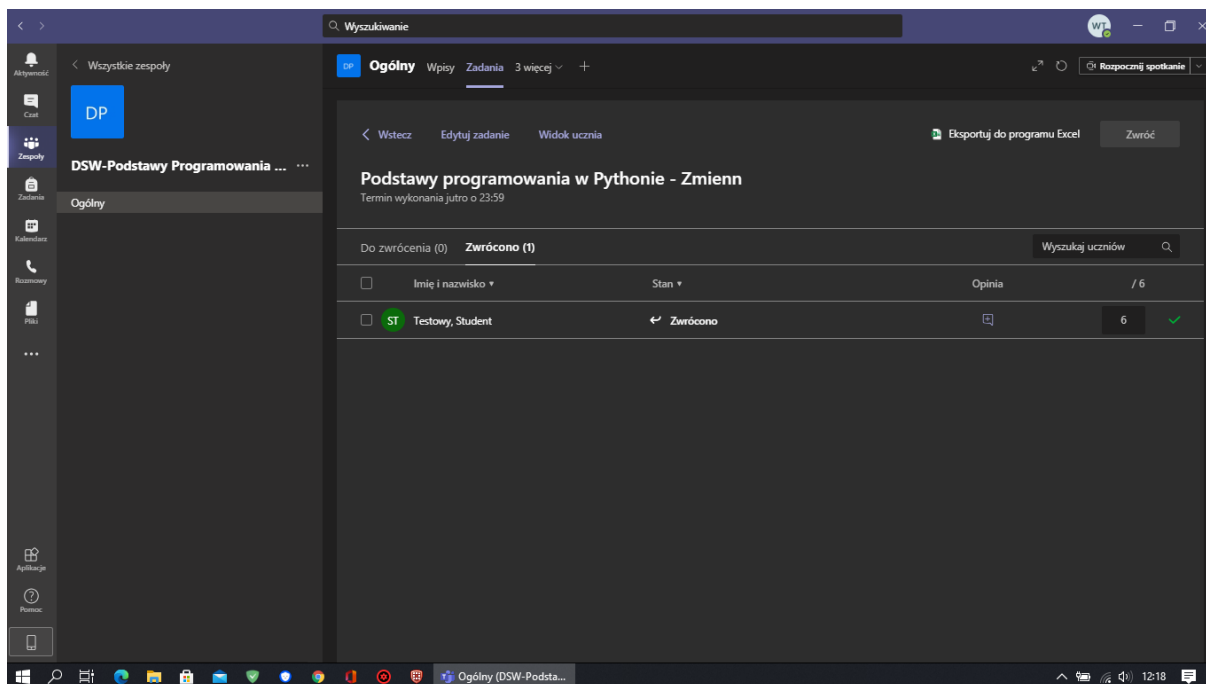 Wyszukiwanie
WT
Aktywność
Czat
Zespoły
Zadania
Kalendarz
Rozmowy
Pliki
Aplikacje
Pomoc
Wszystkie zespoły
DP
DSW-Podstawy Programowania ... ...
Ogólny
DP Ogólny Wpisy Zadania 3 więcej +
Rozpocznij spotkanie
Wstecz Edytuj zadanie Widok ucznia Eksportuj do programu Excel Zwróć
Podstawy programowania w Pythonie - Zmienn
Termin wykonania jutro o 23:59
Do zwrócenia (0) Zwrócono (1) Wyszukaj uczniów
Imię i nazwisko Stan Opinia / 6
ST Testowy, Student Zwrócono 6
Ogólny (DSW-Podsta... 12:18